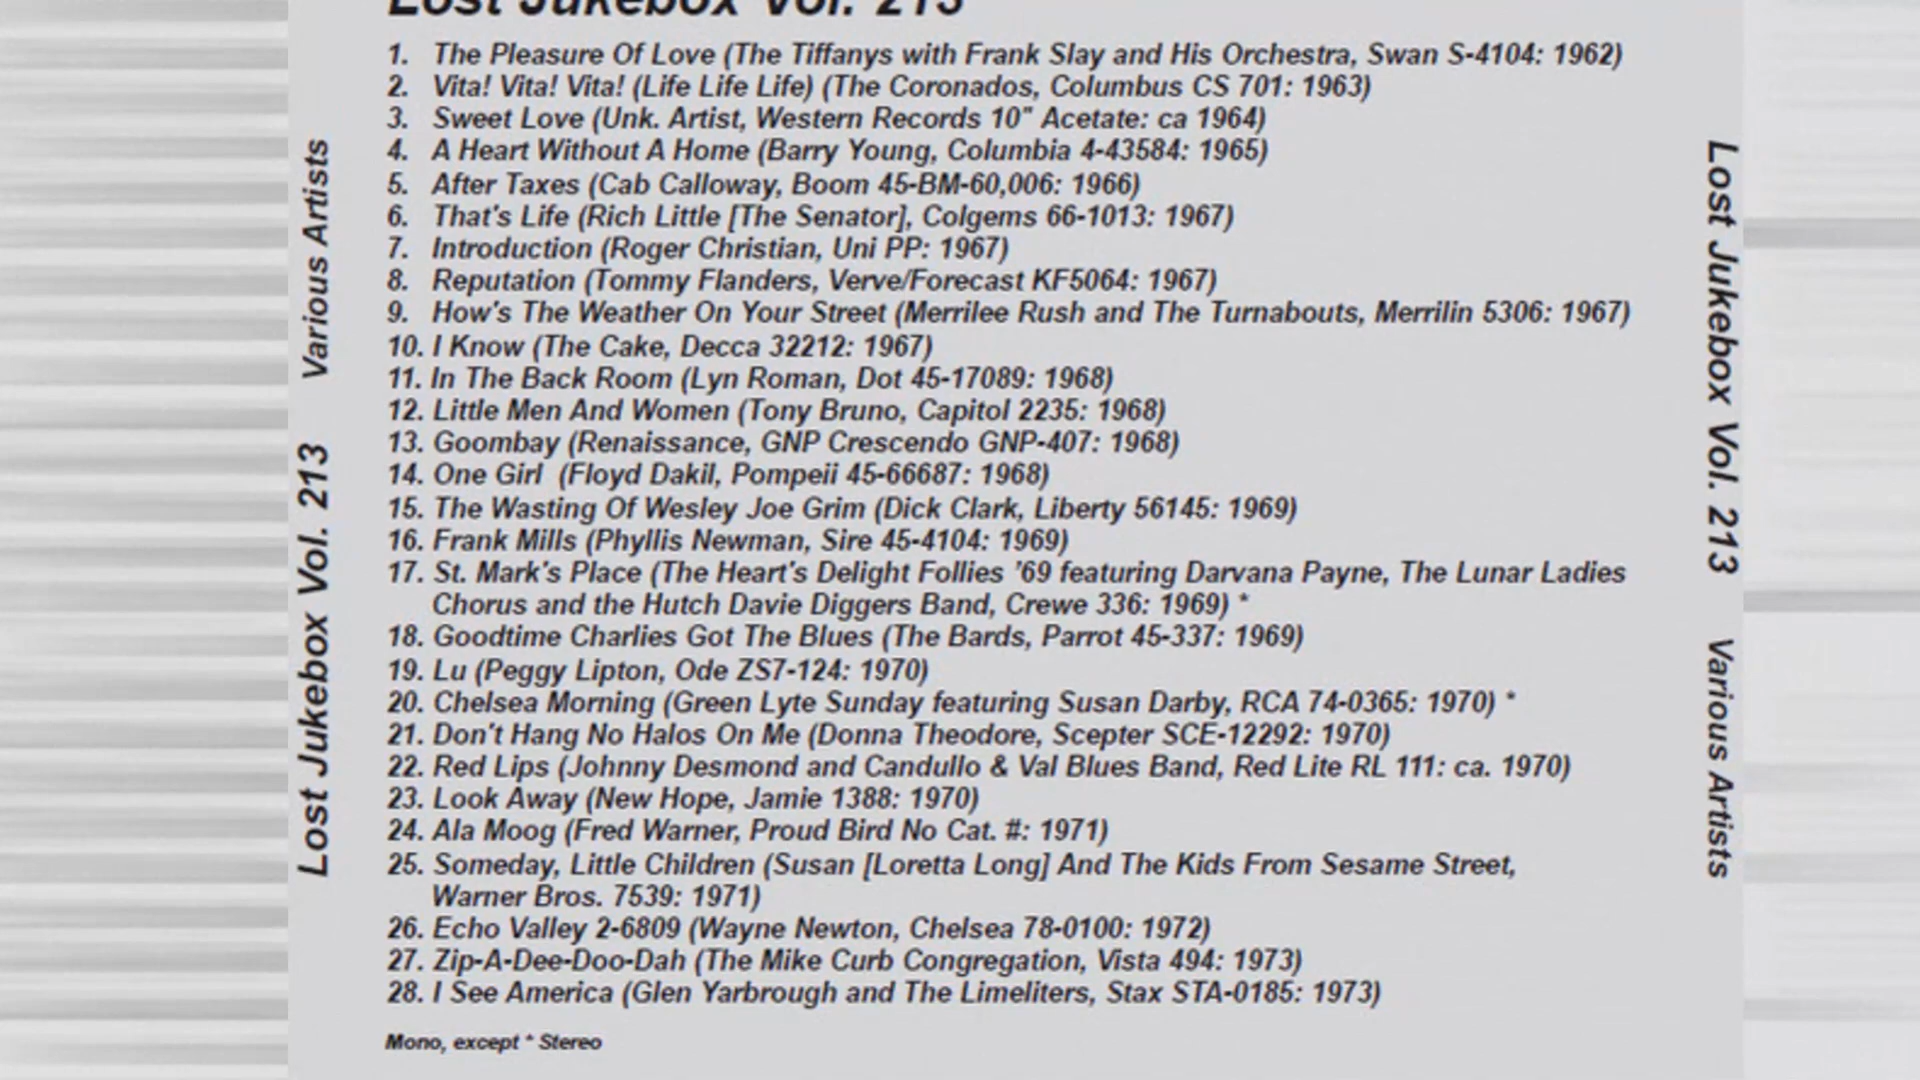 Lost Jukebox Vol. 213
1. The Pleasure Of Love (The Tiffanys with Frank Slay and His Orchestra, Swan S-4104: 1962)
2. Vita! Vita! Vita! (Life Life Life) (The Coronados, Columbus CS 701: 1963)
3. Sweet Love (Unk. Artist, Western Records 10" Acetate: ca 1964)
4. A Heart Without A Home (Barry Young, Columbia 4-43584: 1965)
5. After Taxes (Cab Calloway, Boom 45-BM-60,006: 1966)
6. That's Life (Rich Little [The Senator], Colgems 66-1013: 1967)
7. Introduction (Roger Christian, Uni PP: 1967)
8. Reputation (Tommy Flanders, Verve/Forecast KF5064: 1967)
9. How's The Weather On Your Street (Merrilee Rush and The Turnabouts, Merrilin 5306: 1967)
10. I Know (The Cake, Decca 32212: 1967)
11. In The Back Room (Lyn Roman, Dot 45-17089: 1968)
12. Little Men And Women (Tony Bruno, Capitol 2235: 1968)
13. Goombay (Renaissance, GNP Crescendo GNP-407: 1968)
14. One Girl (Floyd Dakil, Pompeii 45-66687: 1968)
15. The Wasting Of Wesley Joe Grim (Dick Clark, Liberty 56145: 1969)
16. Frank Mills (Phyllis Newman, Sire 45-4104: 1969)
17. St. Mark's Place (The Heart's Delight Follies '69 featuring Darvana Payne, The Lunar Ladies
Chorus and the Hutch Davie Diggers Band, Crewe 336: 1969) *
18. Goodtime Charlies Got The Blues (The Bards, Parrot 45-337: 1969)
19. Lu (Peggy Lipton, Ode ZS7-124: 1970)
20. Chelsea Morning (Green Lyte Sunday featuring Susan Darby, RCA 74-0365: 1970) *
21. Don't Hang No Halos On Me (Donna Theodore, Scepter SCE-12292: 1970)
22. Red Lips (Johnny Desmond and Candullo & Val Blues Band, Red Lite RL 111: ca. 1970)
23. Look Away (New Hope, Jamie 1388: 1970)
24. Ala Moog (Fred Warner, Proud Bird No Cat. #: 1971)
25. Someday, Little Children (Susan [Loretta Long] And The Kids From Sesame Street,
Warner Bros. 7539: 1971)
26. Echo Valley 2-6809 (Wayne Newton, Chelsea 78-0100: 1972)
27. Zip-A-Dee-Doo-Dah (The Mike Curb Congregation, Vista 494: 1973)
28. I See America (Glen Yarbrough and The Limeliters, Stax STA-0185: 1973)
Mono, except * Stereo
Lost Jukebox Vol. 213 Various Artists
Lost Jukebox Vol. 213 Various Artists